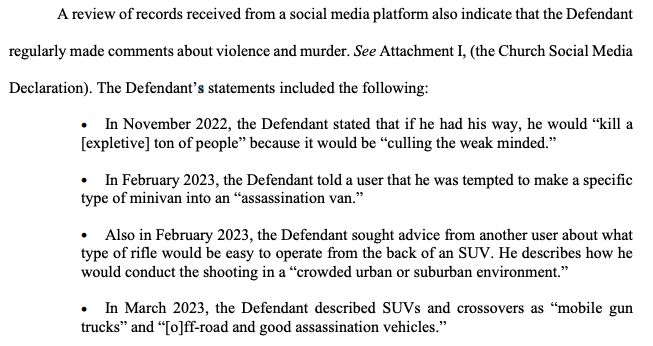 A review of records received from a social media platform also indicate that the Defendant
regularly made comments about violence and murder. See Attachment I, (the Church Social Media
Declaration). The Defendant’s statements included the following:
• In November 2022, the Defendant stated that if he had his way, he would “kill a
[expletive] ton of people” because it would be “culling the weak minded.”
• In February 2023, the Defendant told a user that he was tempted to make a specific
type of minivan into an “assassination van.”
• Also in February 2023, the Defendant sought advice from another user about what
type of rifle would be easy to operate from the back of an SUV. He describes how he
would conduct the shooting in a “crowded urban or suburban environment.”
• In March 2023, the Defendant described SUVs and crossovers as “mobile gun
trucks” and “[o]ff-road and good assassination vehicles.”